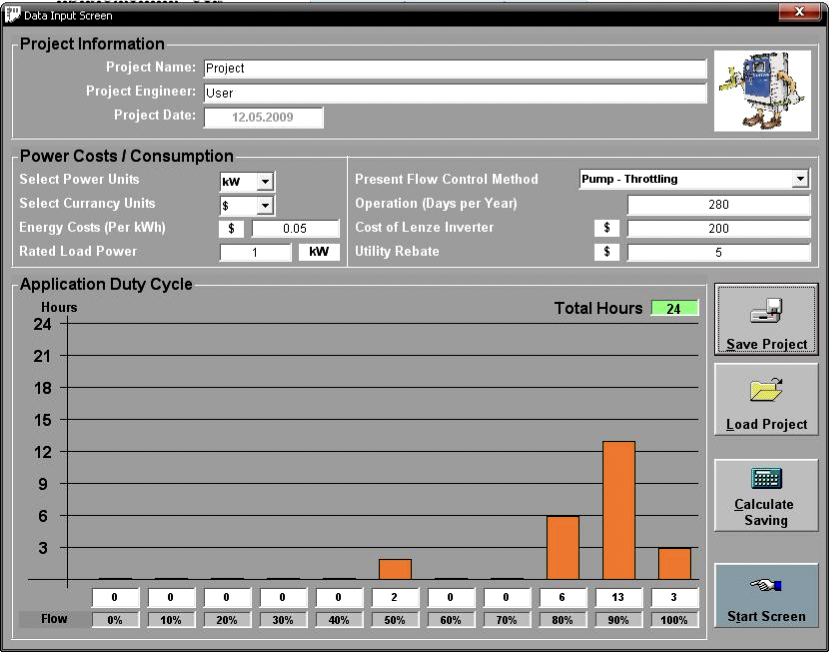 Data Input Screen
X
Project Information
Project Name: Project
Project Engineer: User
Project Date: 12.05.2009
Power Costs / Consumption
Select Power Units kW Present Flow Control Method Pump - Throttling
Select Currancy Units $ Operation (Days per Year) 280
Energy Costs (Per kWh) $ 0.05 Cost of Lenze Inverter $ 200
Rated Load Power 1 kW Utility Rebate $ 5
Application Duty Cycle
Hours Total Hours 24
24
21
18
15
12
9
6
3
0 0 0 0 0 2 0 0 6 13 3
Flow 0% 10% 20% 30% 40% 50% 60% 70% 80% 90% 100%
Save Project
Load Project
Calculate
Saving
Start Screen